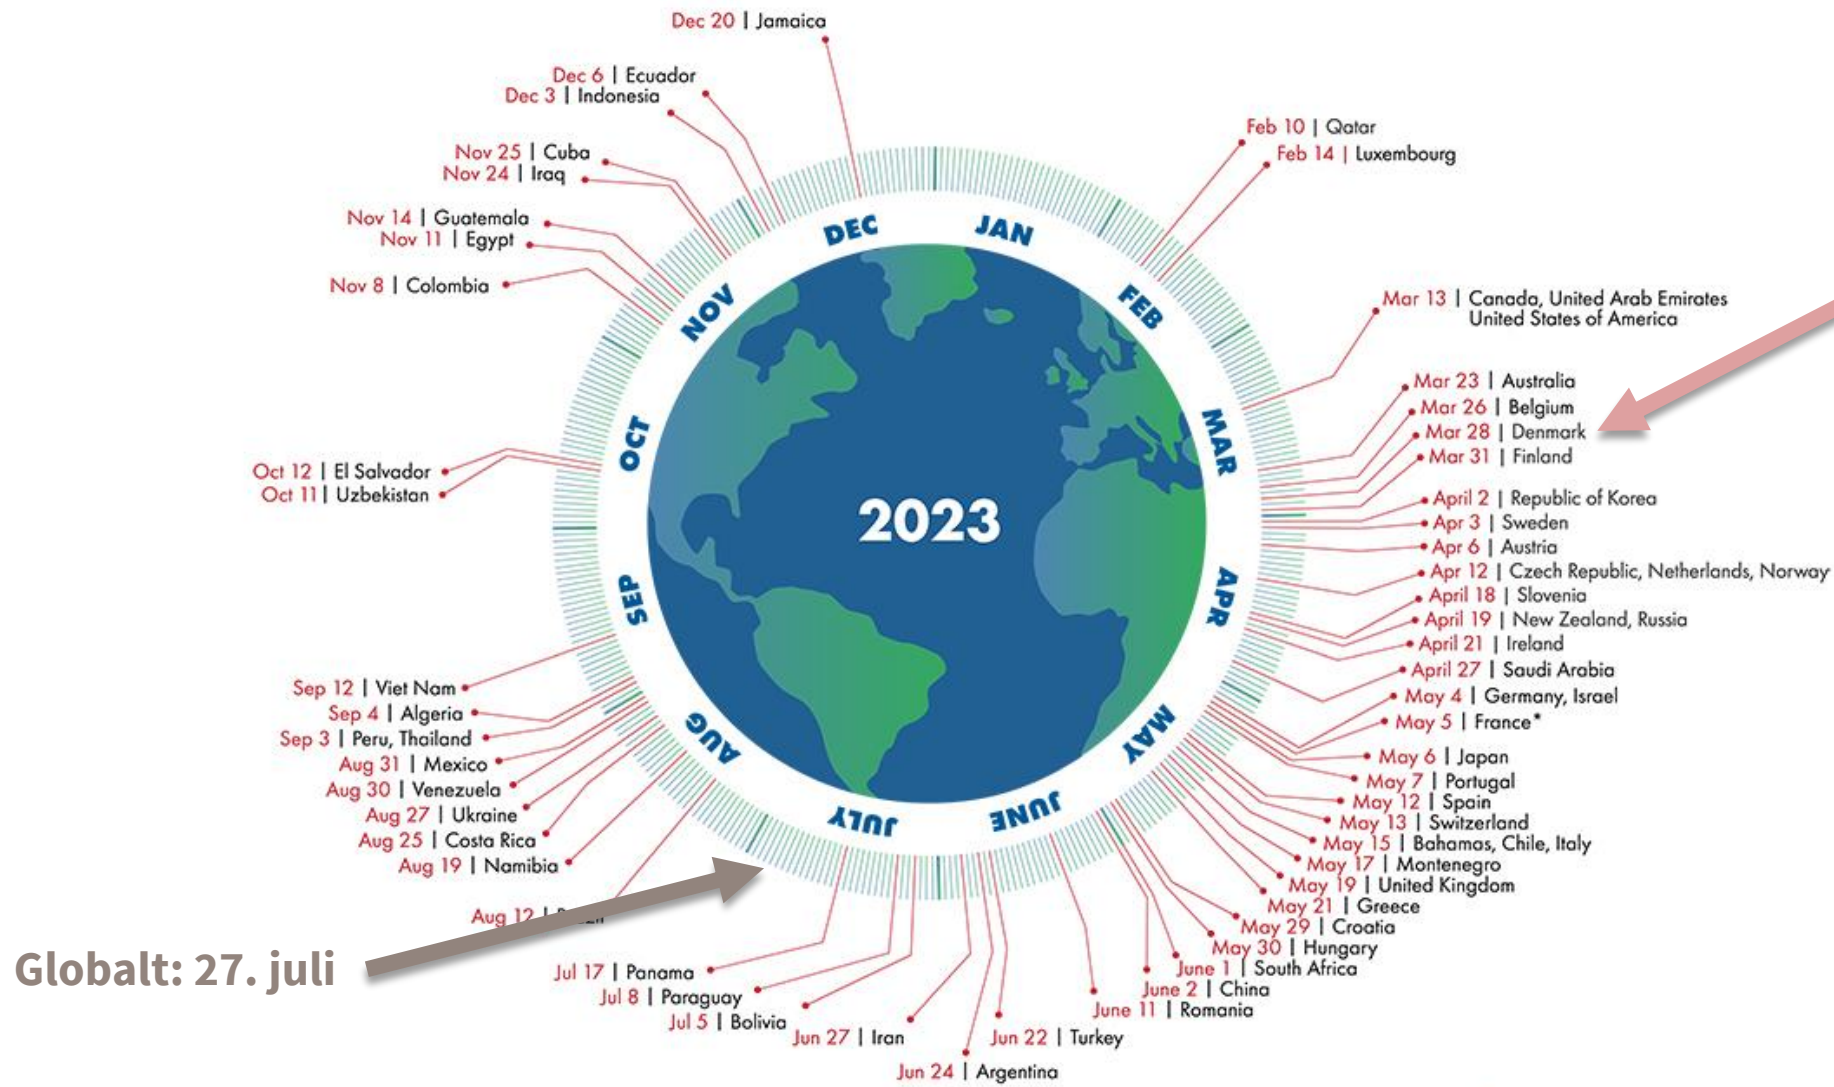 Dec 20 | Jamaica
Dec 6 | Ecuador
Dec 3 | Indonesia
Nov 25 | Cuba
Nov 24 | Iraq
Nov 14 | Guatemala
Nov 11 | Egypt
Nov 8 | Colombia
Oct 12 | El Salvador
Oct 11 | Uzbekistan
Sep 12 | Viet Nam
Sep 4 | Algeria
Sep 3 | Peru, Thailand
Aug 31 | Mexico
Aug 30 | Venezuela
Aug 27 | Ukraine
Aug 25 | Costa Rica
Aug 19 | Namibia
Aug 12 |
Globalt: 27. juli
Jul 17 | Panama
Jul 8 | Paraguay
Jul 5 | Bolivia
Jun 27 | Iran
Jun 24 | Argentina
Jun 22 | Turkey
DEC
JAN
NOV
FEB
OCT
MAR
2023
SEP
APR
AUG
MAY
JULY
JUNE
Feb 10 | Qatar
Feb 14 | Luxembourg
Mar 13 | Canada, United Arab Emirates
United States of America
Mar 23 | Australia
Mar 26 | Belgium
Mar 28 | Denmark
Mar 31 | Finland
April 2 | Republic of Korea
Apr 3 | Sweden
Apr 6 | Austria
Apr 12 | Czech Republic, Netherlands, Norway
April 18 | Slovenia
April 19 | New Zealand, Russia
April 21 | Ireland
April 27 | Saudi Arabia
May 4 | Germany, Israel
May 5 | France*
May 6 | Japan
May 7 | Portugal
May 12 | Spain
May 13 | Switzerland
May 15 | Bahamas, Chile, Italy
May 17 | Montenegro
May 19 | United Kingdom
May 21 | Greece
May 29 | Croatia
May 30 | Hungary
June 1 | South Africa
June 2 | China
June 11 | Romania